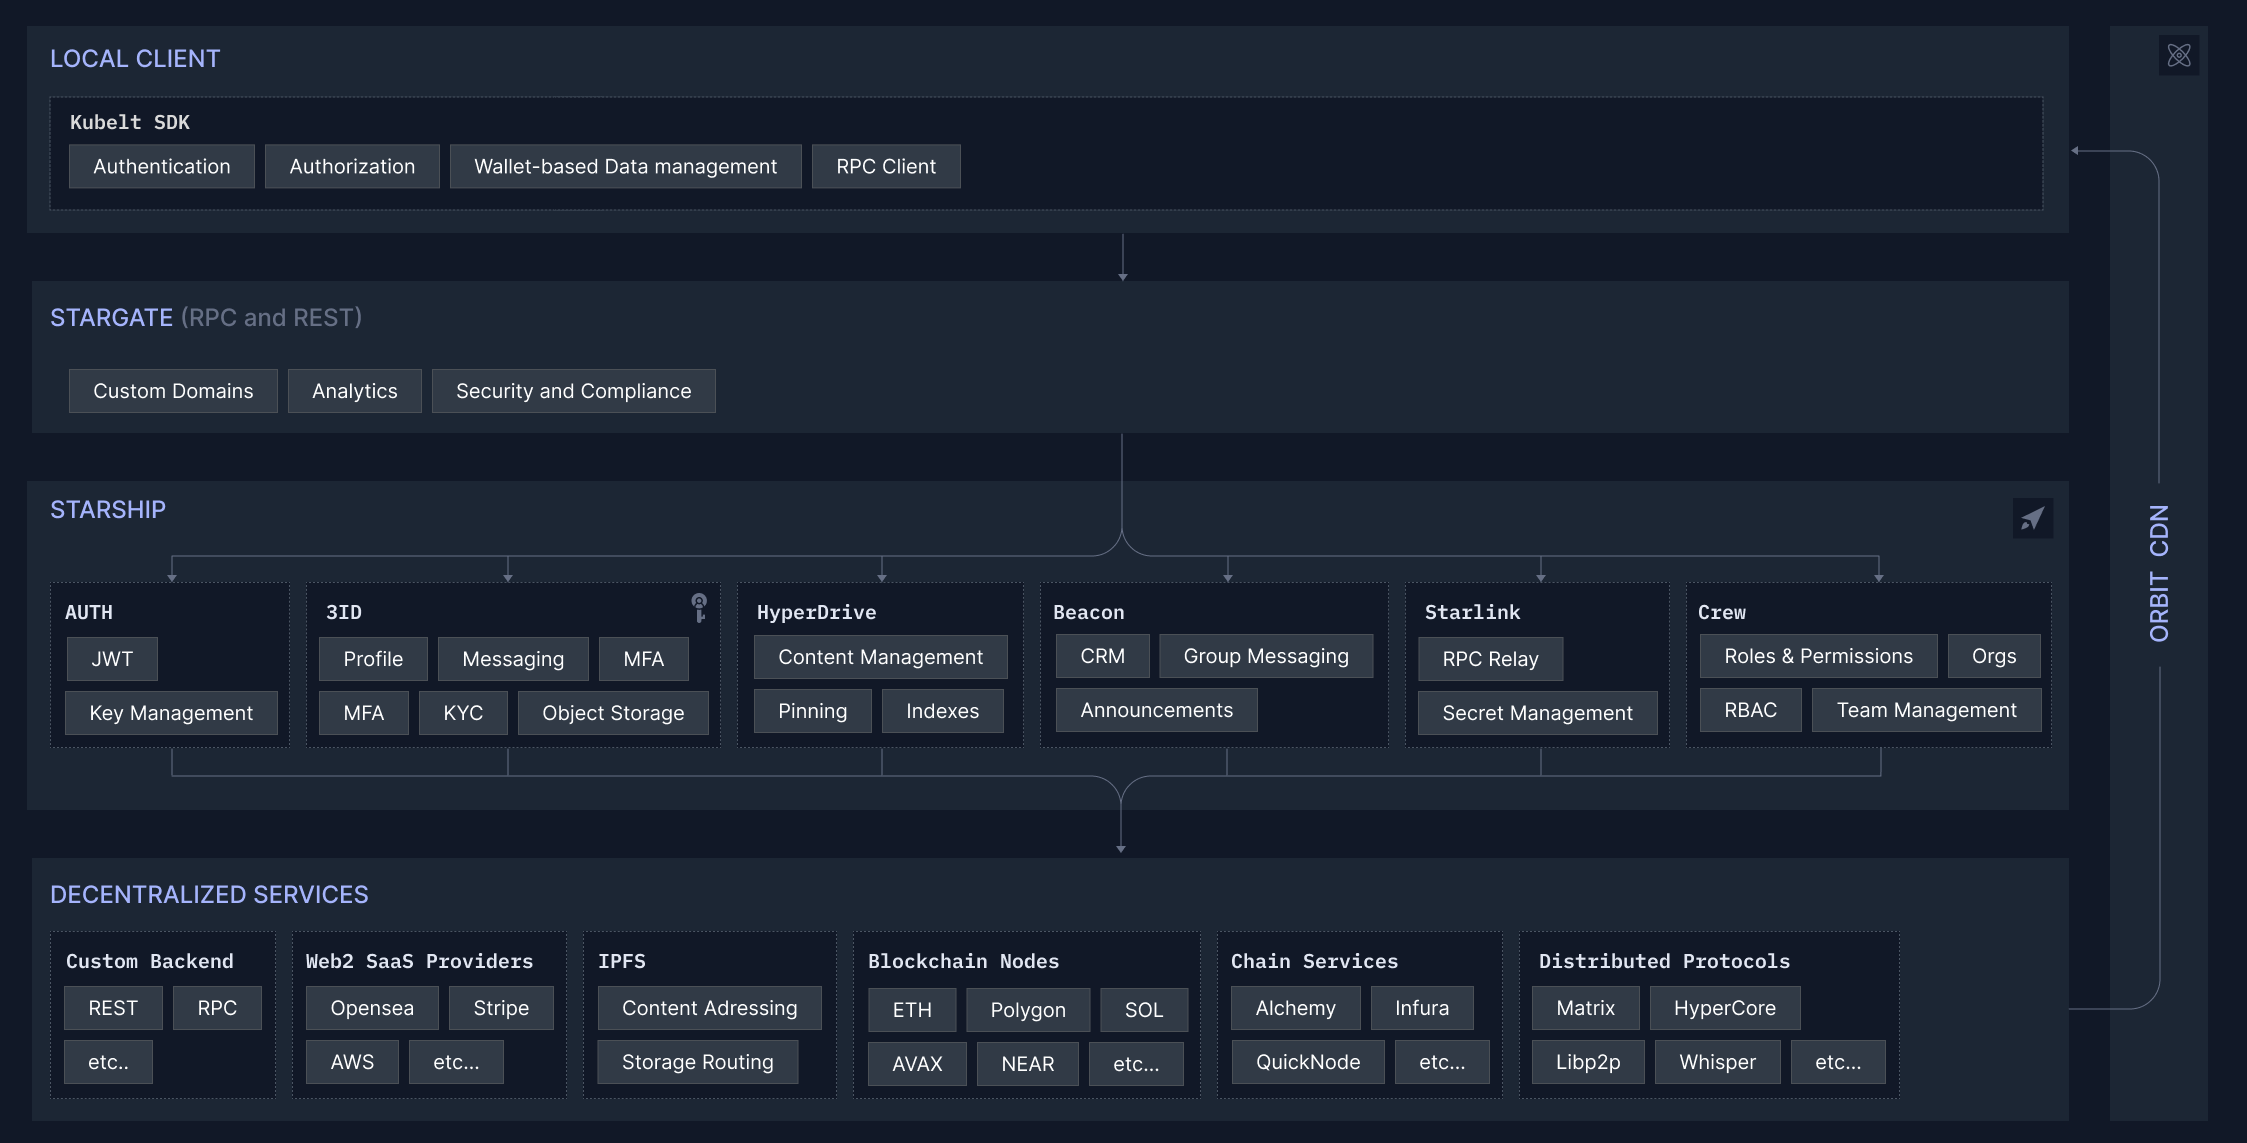 LOCAL CLIENT
Kubelt SDK
Authentication
Authorization
Wallet-based Data management
RPC Client
STARGATE (RPC and REST)
Custom Domains
Analytics
Security and Compliance
STARSHIP
AUTH
JWT
Key Management
3ID
Profile
Messaging
MFA
MFA
KYC
Object Storage
HyperDrive
Content Management
Pinning
Indexes
Beacon
CRM
Group Messaging
Announcements
Starlink
RPC Relay
Secret Management
Crew
Roles & Permissions
Orgs
RBAC
Team Management
DECENTRALIZED SERVICES
Custom Backend
REST
RPC
etc..
Web2 SaaS Providers
Opensea
Stripe
AWS
etc...
IPFS
Content Adressing
Storage Routing
Blockchain Nodes
ETH
Polygon
SOL
AVAX
NEAR
etc...
Chain Services
Alchemy
Infura
QuickNode
etc...
Distributed Protocols
Matrix
HyperCore
Libp2p
Whisper
etc...
ORBIT CDN